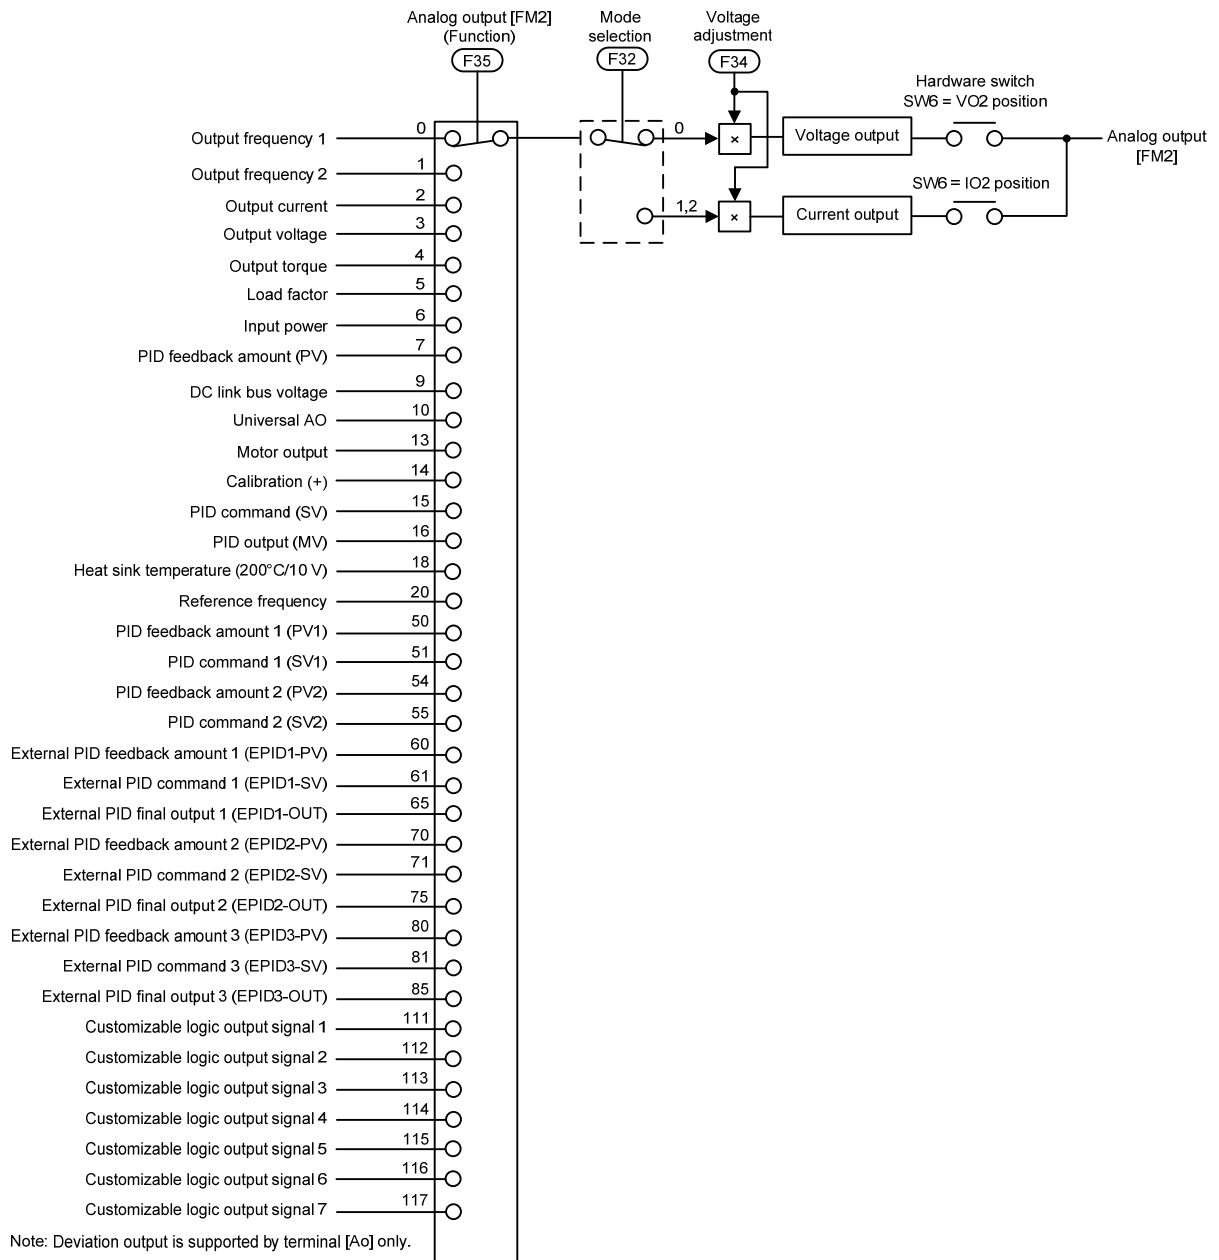 Analog output [FM2]
(Function)
F35
Mode
selection
F32
Voltage
adjustment
F34
Hardware switch
SW6 = VO2 position
Output frequency 1
0
0
×
Voltage output
Analog output
[FM2]
Output frequency 2
1
SW6 = IO2 position
Output current
2
1,2
×
Current output
Output voltage
3
Output torque
4
Load factor
5
Input power
6
PID feedback amount (PV)
7
DC link bus voltage
9
Universal AO
10
Motor output
13
Calibration (+)
14
PID command (SV)
15
PID output (MV)
16
Heat sink temperature (200°C/10 V)
18
Reference frequency
20
PID feedback amount 1 (PV1)
50
PID command 1 (SV1)
51
PID feedback amount 2 (PV2)
54
PID command 2 (SV2)
55
External PID feedback amount 1 (EPID1-PV)
60
External PID command 1 (EPID1-SV)
61
External PID final output 1 (EPID1-OUT)
65
External PID feedback amount 2 (EPID2-PV)
70
External PID command 2 (EPID2-SV)
71
External PID final output 2 (EPID2-OUT)
75
External PID feedback amount 3 (EPID3-PV)
80
External PID command 3 (EPID3-SV)
81
External PID final output 3 (EPID3-OUT)
85
Customizable logic output signal 1
111
Customizable logic output signal 2
112
Customizable logic output signal 3
113
Customizable logic output signal 4
114
Customizable logic output signal 5
115
Customizable logic output signal 6
116
Customizable logic output signal 7
117
Note: Deviation output is supported by terminal [Ao] only.